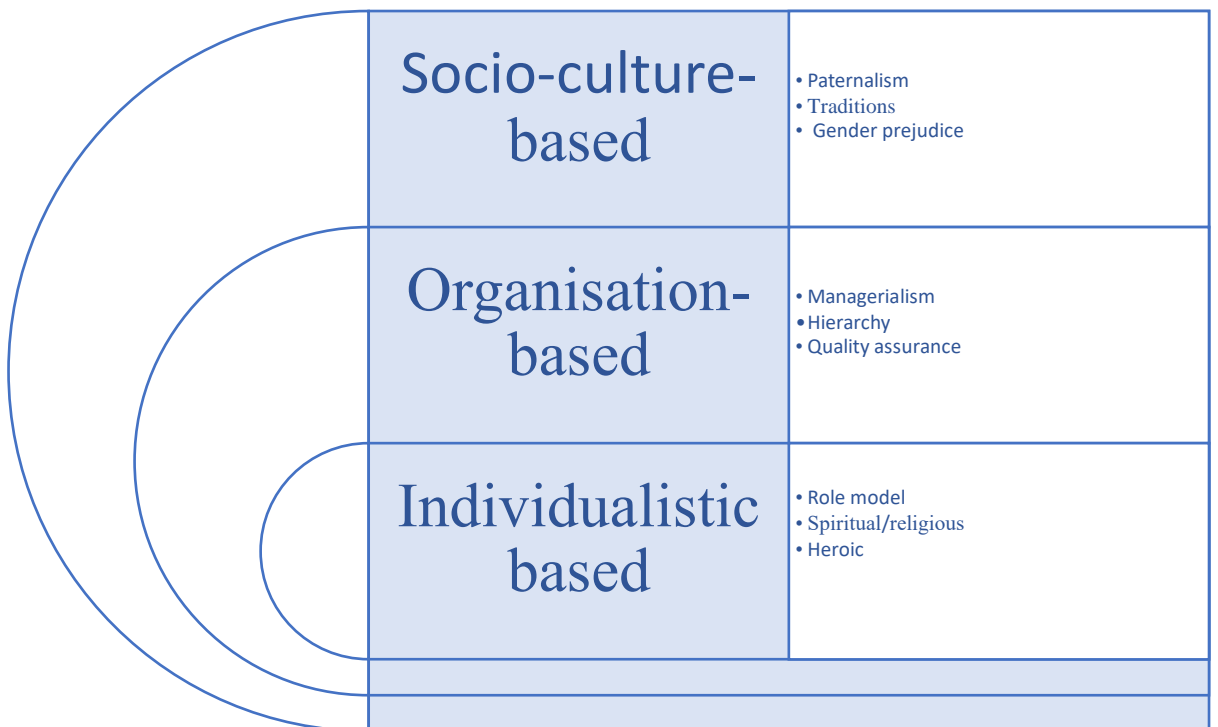 Socio-culture-
based
• Paternalism
• Traditions
• Gender prejudice
Organisation-
based
• Managerialism
• Hierarchy
• Quality assurance
Individualistic
based
• Role model
• Spiritual/religious
• Heroic